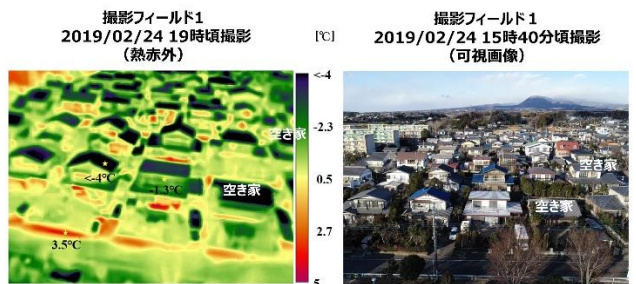 撮影フィールド1
2019/02/24 19時頃撮影
(熱赤外)
[℃]
撮影フィールド1
2019/02/24 15時40分頃撮影
(可視画像)
<-4
-2.3
0.5
2.7
5
空き家
<-4℃
-1.3℃
空き家
3.5℃
空き家
空き家